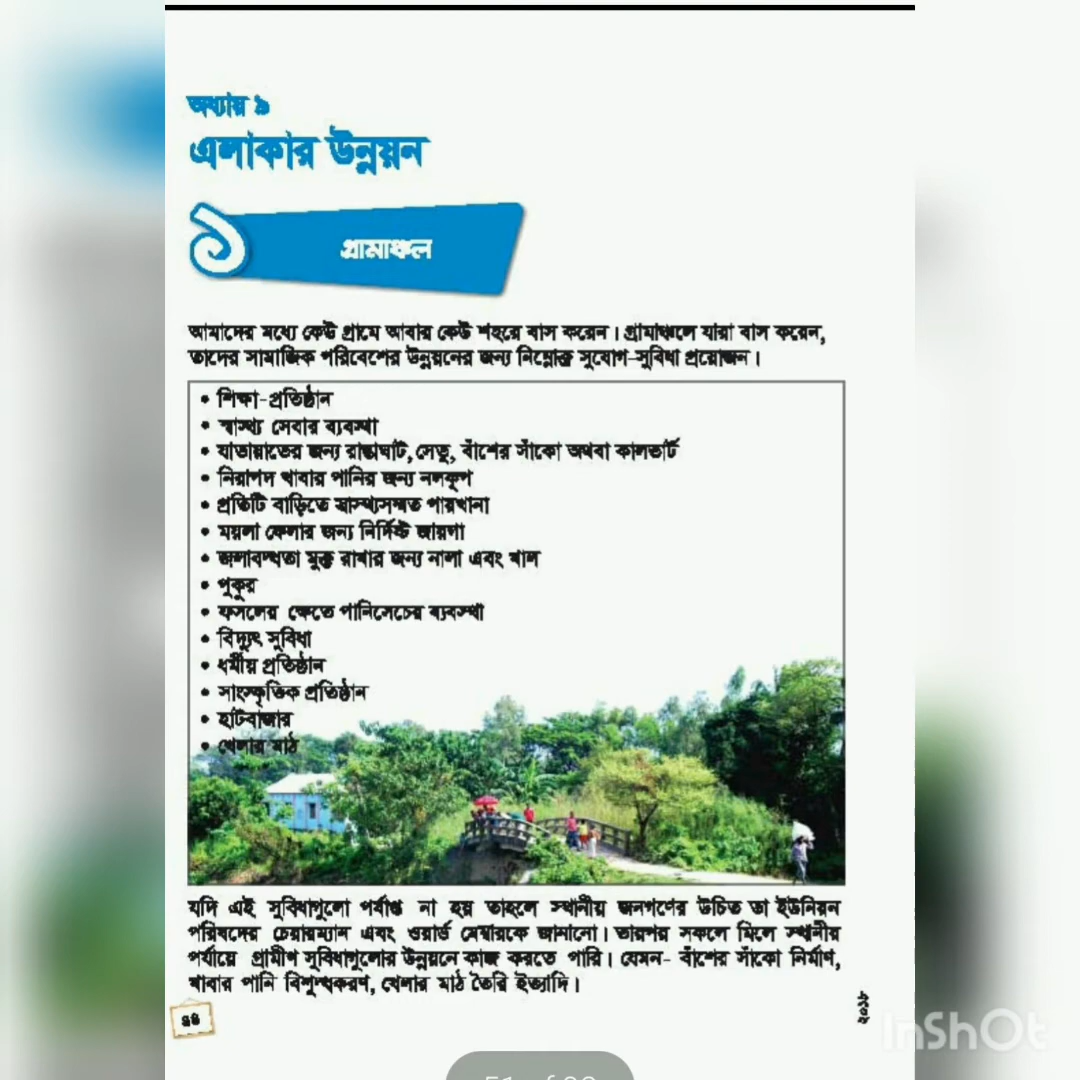 অধ্যায় ৯
এলাকার উন্নয়ন
১
গ্রামাঞ্চল
আমাদের মধ্যে কেউ গ্রামে আবার কেউ শহরে বাস করেন। গ্রামাঞ্চলে যারা বাস করেন,
তাদের সামাজিক পরিবেশের উন্নয়নের জন্য নিম্নোক্ত সুযোগ-সুবিধা প্রয়োজন।
• শিক্ষা-প্রতিষ্ঠান
• স্বাস্থ্য সেবার ব্যবস্থা
• যাতায়াতের জন্য রাস্তাঘাট, সেতু, বাঁশের সাঁকো অথবা কালভার্ট
• নিরাপদ খাবার পানির জন্য নলকূপ
• প্রতিটি বাড়িতে স্বাস্থ্যসম্মত পায়খানা
• ময়লা ফেলার জন্য নির্দিষ্ট জায়গা
• জলাবদ্ধতা মুক্ত রাখার জন্য নালা এবং খাল
• পুকুর
• ফসলের ক্ষেতে পানিসেচের ব্যবস্থা
• বিদ্যুৎ সুবিধা
• ধর্মীয় প্রতিষ্ঠান
• সাংস্কৃতিক প্রতিষ্ঠান
• হাটবাজার
• খেলার মাঠ
যদি এই সুবিধাগুলো পর্যাপ্ত না হয় তাহলে স্থানীয় জনগণের উচিত তা ইউনিয়ন
পরিষদের চেয়ারম্যান এবং ওয়ার্ড মেম্বারকে জানানো। তারপর সকলে মিলে স্থানীয়
পর্যায়ে গ্রামীণ সুবিধাগুলোর উন্নয়নে কাজ করতে পারি। যেমন- বাঁশের সাঁকো নির্মাণ,
খাবার পানি বিশুদ্ধকরণ, খেলার মাঠ তৈরি ইত্যাদি।
৪৪
২০১৮
InShOt